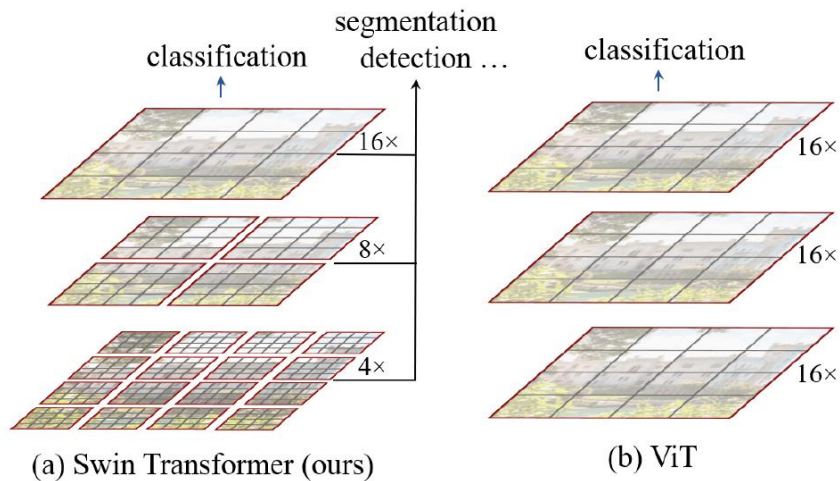 segmentation
classification
detection ...
16×
8×
4×
(a) Swin Transformer (ours)
classification
16×
16×
16×
(b) ViT